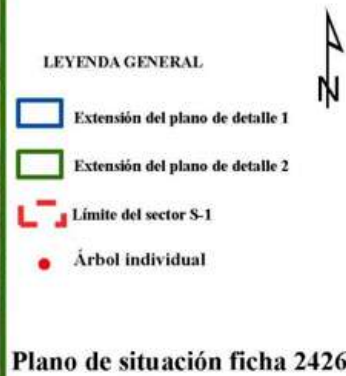 LEYENDA GENERAL
N
Extensión del plano de detalle 1
Extensión del plano de detalle 2
Límite del sector S-1
Árbol individual
Plano de situación ficha 2426